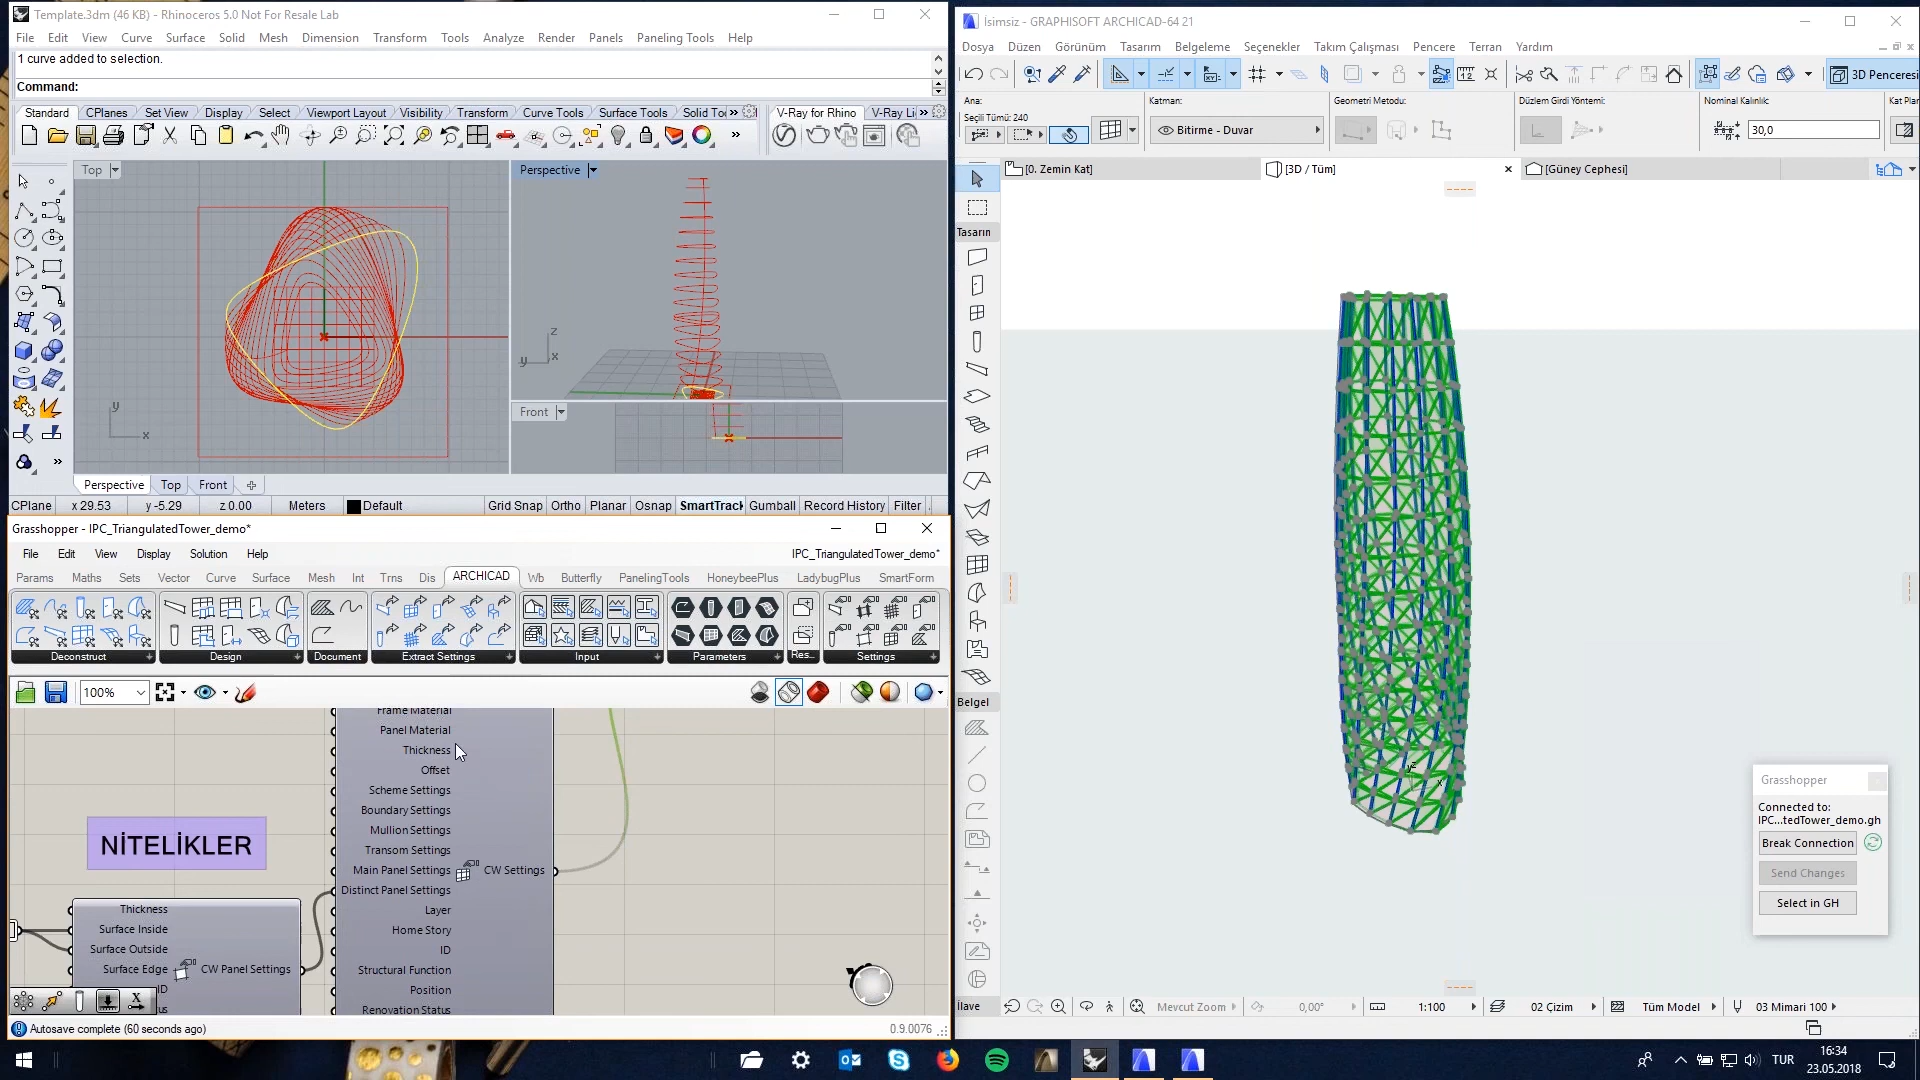 Template.3dm (46 KB) - Rhinoceros 5.0 Not For Resale Lab
File Edit View Curve Surface Solid Mesh Dimension Transform Tools Analyze Render Panels Paneling Tools Help
1 curve added to selection.
Command:
Standard CPlanes Set View Display Select Viewport Layout Visibility Transform Curve Tools Surface Tools Solid Too »
V-Ray for Rhino V-Ray Li »
Top
Perspective
Front
y
x
z
x
y
Perspective Top Front
CPlane x 29.53 y -5.29 z 0.00 Meters Default Grid Snap Ortho Planar Osnap SmartTrack Gumball Record History Filter
Grasshopper - IPC_TriangulatedTower_demo*
File Edit View Display Solution Help IPC_TriangulatedTower_demo*
Params Maths Sets Vector Curve Surface Mesh Int Trns Dis ARCHICAD Wb Butterfly PanelingTools HoneybeePlus LadybugPlus SmartForm
Deconstruct Design Document Extract Settings Input Parameters Res... Settings
100%
Frame Material
Panel Material
Thickness
Offset
Scheme Settings
Boundary Settings
Mullion Settings
Transom Settings
Main Panel Settings
Distinct Panel Settings
Layer
Home Story
ID
Structural Function
Position
Renovation Status
CW Settings
NİTELİKLER
Thickness
Surface Inside
Surface Outside
Surface Edge
ID
us
CW Panel Settings
Autosave complete (60 seconds ago) 0.9.0076
İsimsiz - GRAPHISOFT ARCHICAD-64 21
Dosya Düzen Görünüm Tasarım Belgeleme Seçenekler Takım Çalışması Pencere Terran Yardım
3D Penceresi
Ana:
Seçili Tümü: 240
Katman:
Bitirme - Duvar
Geometri Metodu:
Düzlem Girdi Yöntemi:
Nominal Kalınlık:
30,0
Kat Plan
[0. Zemin Kat] [3D / Tüm] [Güney Cephesi]
Tasarın
Belgel
İlave
Grasshopper
Connected to:
IPC...tedTower_demo.gh
Break Connection
Send Changes
Select in GH
Mevcut Zoom 0,00° 1:100 02 Çizim Tüm Model 03 Mimari 100
TUR
16:34
23.05.2018